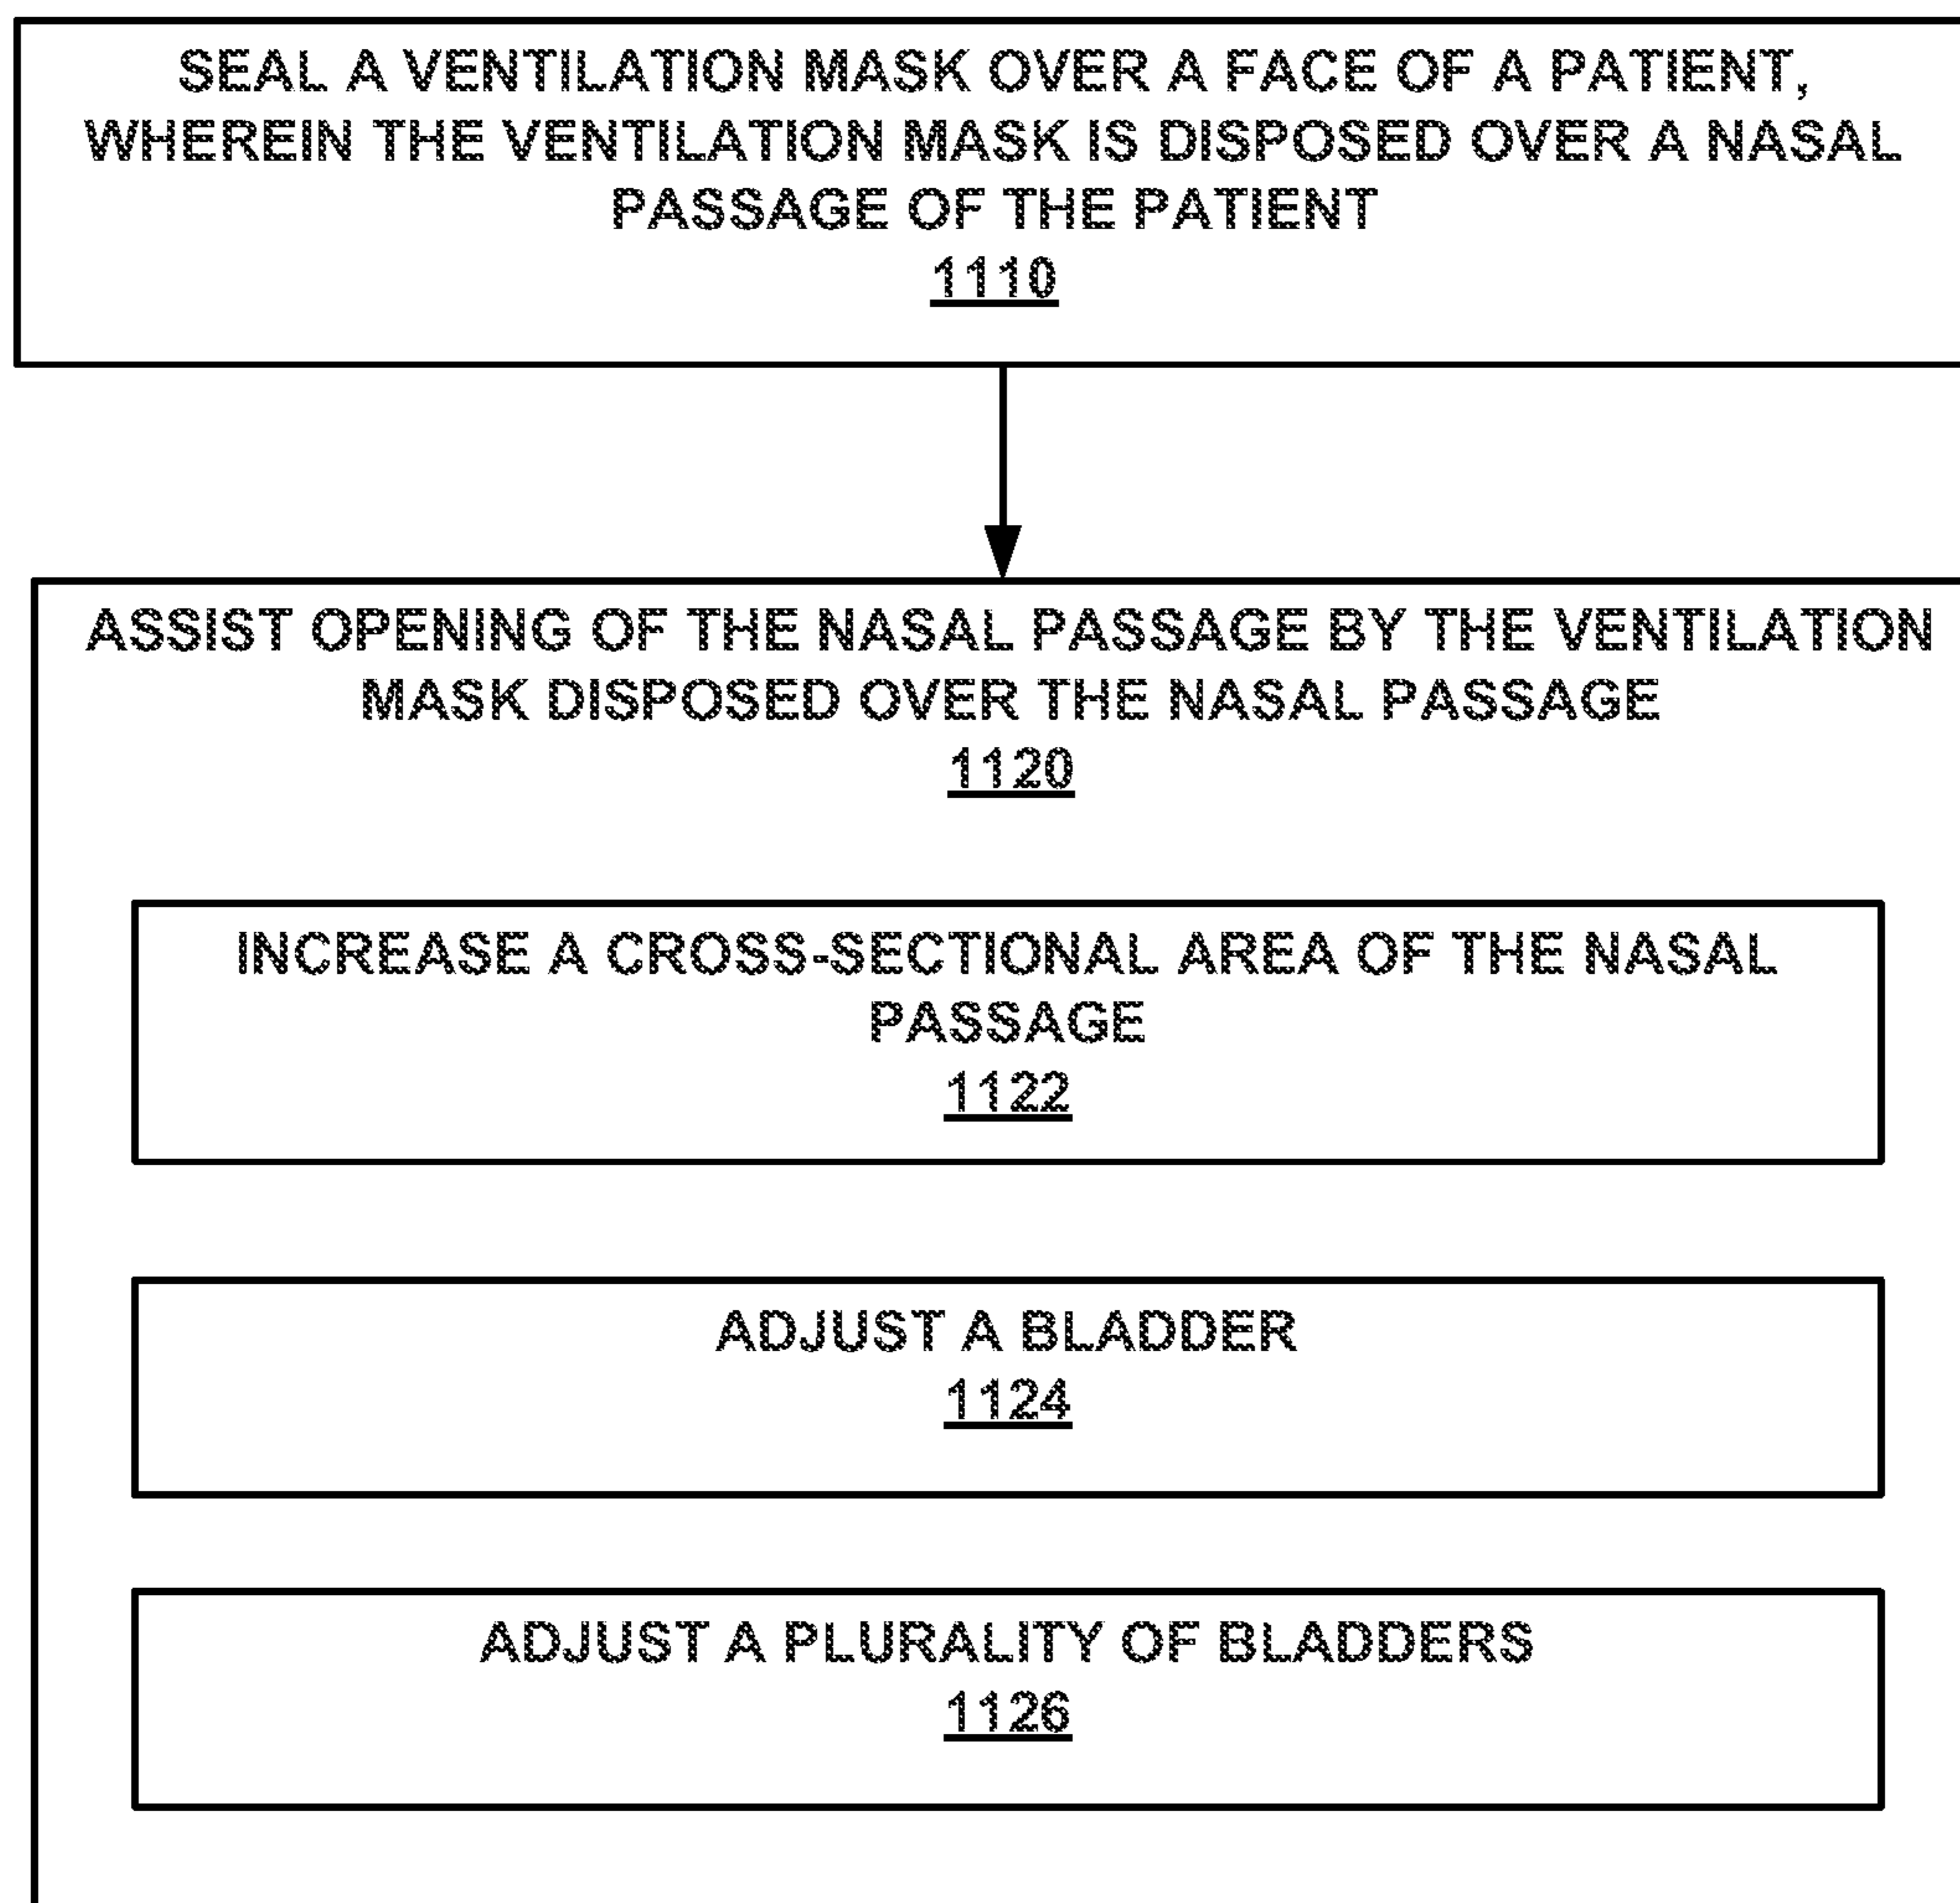 SEAL A VENTILATION MASK OVER A FACE OF A PATIENT,
WHEREIN THE VENTILATION MASK IS DISPOSED OVER A NASAL
PASSAGE OF THE PATIENT
1110
ASSIST OPENING OF THE NASAL PASSAGE BY THE VENTILATION
MASK DISPOSED OVER THE NASAL PASSAGE
1120
INCREASE A CROSS-SECTIONAL AREA OF THE NASAL
PASSAGE
1122
ADJUST A BLADDER
1124
ADJUST A PLURALITY OF BLADDERS
1126